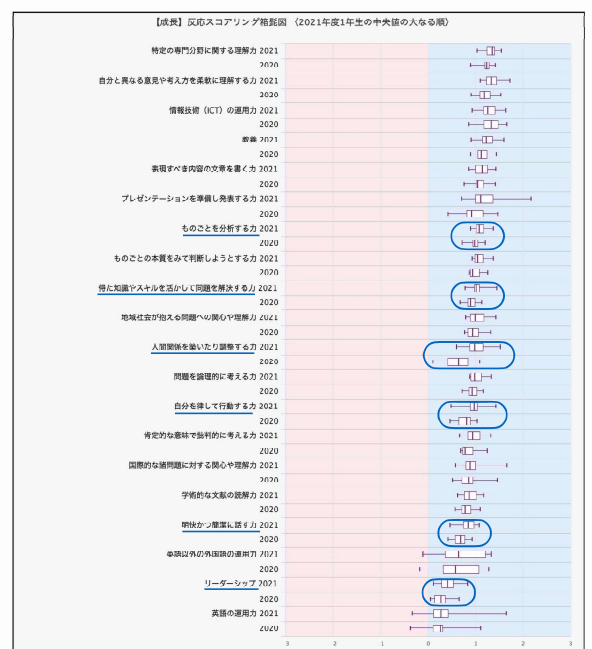 【成長】反応スコアリング箱髭図 〈2021年度1年生の中央値の大なる順〉
特定の専門分野に関する理解力 2021
2020
自分と異なる意見や考え方を柔軟に理解する力 2021
2020
情報技術（ICT）の運用力 2021
2020
教養 2021
2020
表現すべき内容の文章を書く力 2021
2020
プレゼンテーションを準備し発表する力 2021
2020
ものごとを分析する力 2021
2020
ものごとの本質をみて判断しようとする力 2021
2020
得た知識やスキルを活かして問題を解決する力 2021
2020
地域社会が抱える問題への関心や理解力 2021
2020
人間関係を築いたり調整する力 2021
2020
問題を論理的に考える力 2021
2020
自分を律して行動する力 2021
2020
肯定的な意味で批判的に考える力 2021
2020
国際的な諸問題に対する関心や理解力 2021
2020
学術的な文献の読解力 2021
2020
明快かつ簡潔に話す力 2021
2020
英語以外の外国語の運用力 2021
2020
リーダーシップ 2021
2020
英語の運用力 2021
2020
3 2 1 0 1 2 3